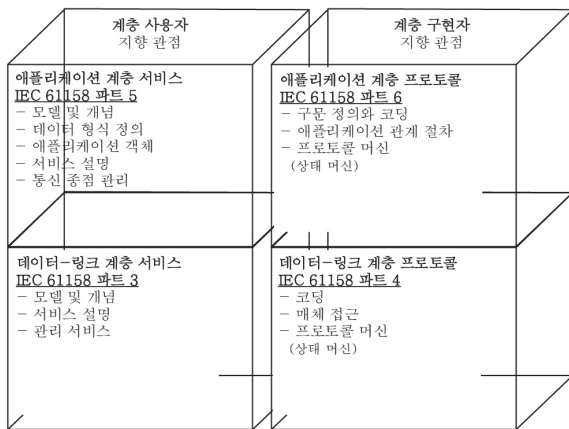 계층 사용자
지향 관점
계층 구현자
지향 관점
애플리케이션 계층 서비스
IEC 61158 파트 5
– 모델 및 개념
– 데이터 형식 정의
– 애플리케이션 객체
– 서비스 설명
– 통신 종점 관리
애플리케이션 계층 프로토콜
IEC 61158 파트 6
– 구문 정의와 코딩
– 애플리케이션 관계 절차
– 프로토콜 머신
(상태 머신)
데이터-링크 계층 서비스
IEC 61158 파트 3
– 모델 및 개념
– 서비스 설명
– 관리 서비스
데이터-링크 계층 프로토콜
IEC 61158 파트 4
– 코딩
– 매체 접근
– 프로토콜 머신
(상태 머신)